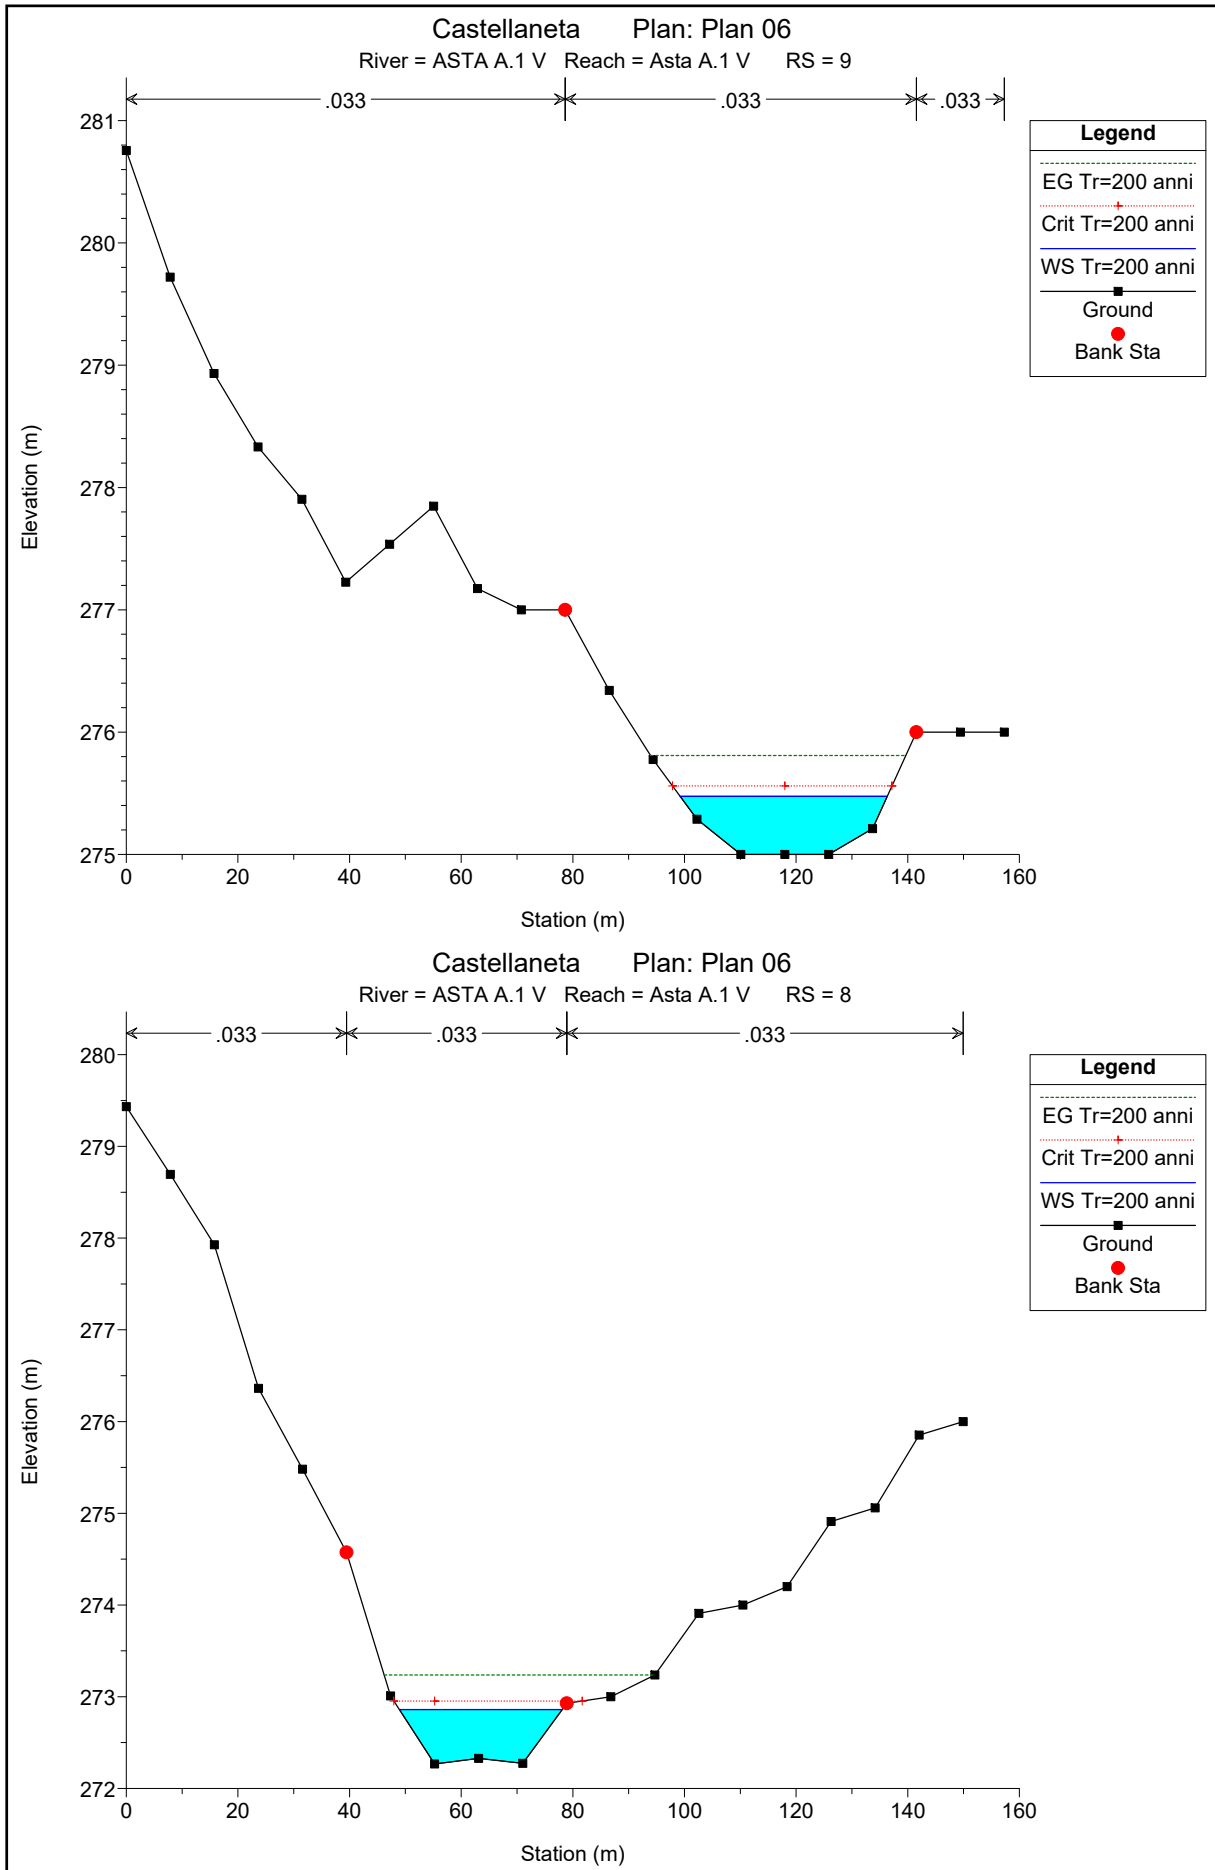 Castellaneta Plan: Plan 06
River = ASTA A.1 V Reach = Asta A.1 V RS = 9
.033 .033 .033
281
280
279
278
277
276
275
0 20 40 60 80 100 120 140 160
Station (m)
Elevation (m)
Legend
EG Tr=200 anni
Crit Tr=200 anni
WS Tr=200 anni
Ground
Bank Sta
Castellaneta Plan: Plan 06
River = ASTA A.1 V Reach = Asta A.1 V RS = 8
.033 .033 .033
280
279
278
277
276
275
274
273
272
0 20 40 60 80 100 120 140 160
Station (m)
Elevation (m)
Legend
EG Tr=200 anni
Crit Tr=200 anni
WS Tr=200 anni
Ground
Bank Sta